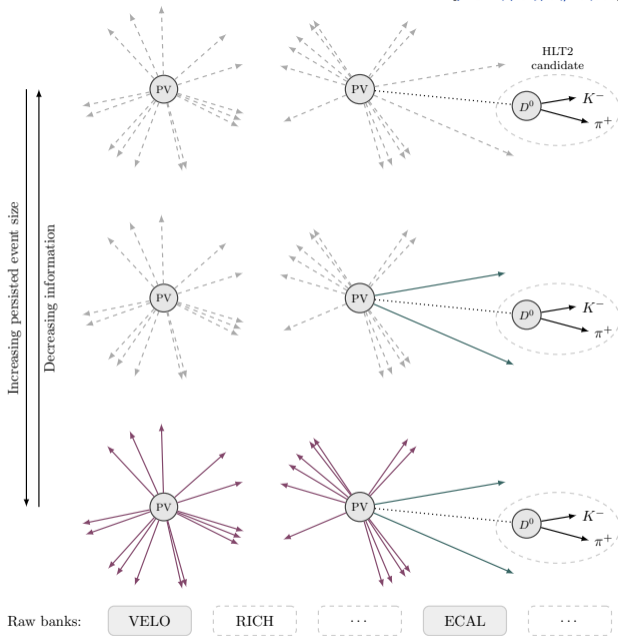 HLT2
candidate
PV
PV
D⁰
K⁻
π⁺
Increasing persisted event size
Decreasing information
PV
PV
D⁰
K⁻
π⁺
PV
PV
D⁰
K⁻
π⁺
Raw banks:
VELO
RICH
···
ECAL
···